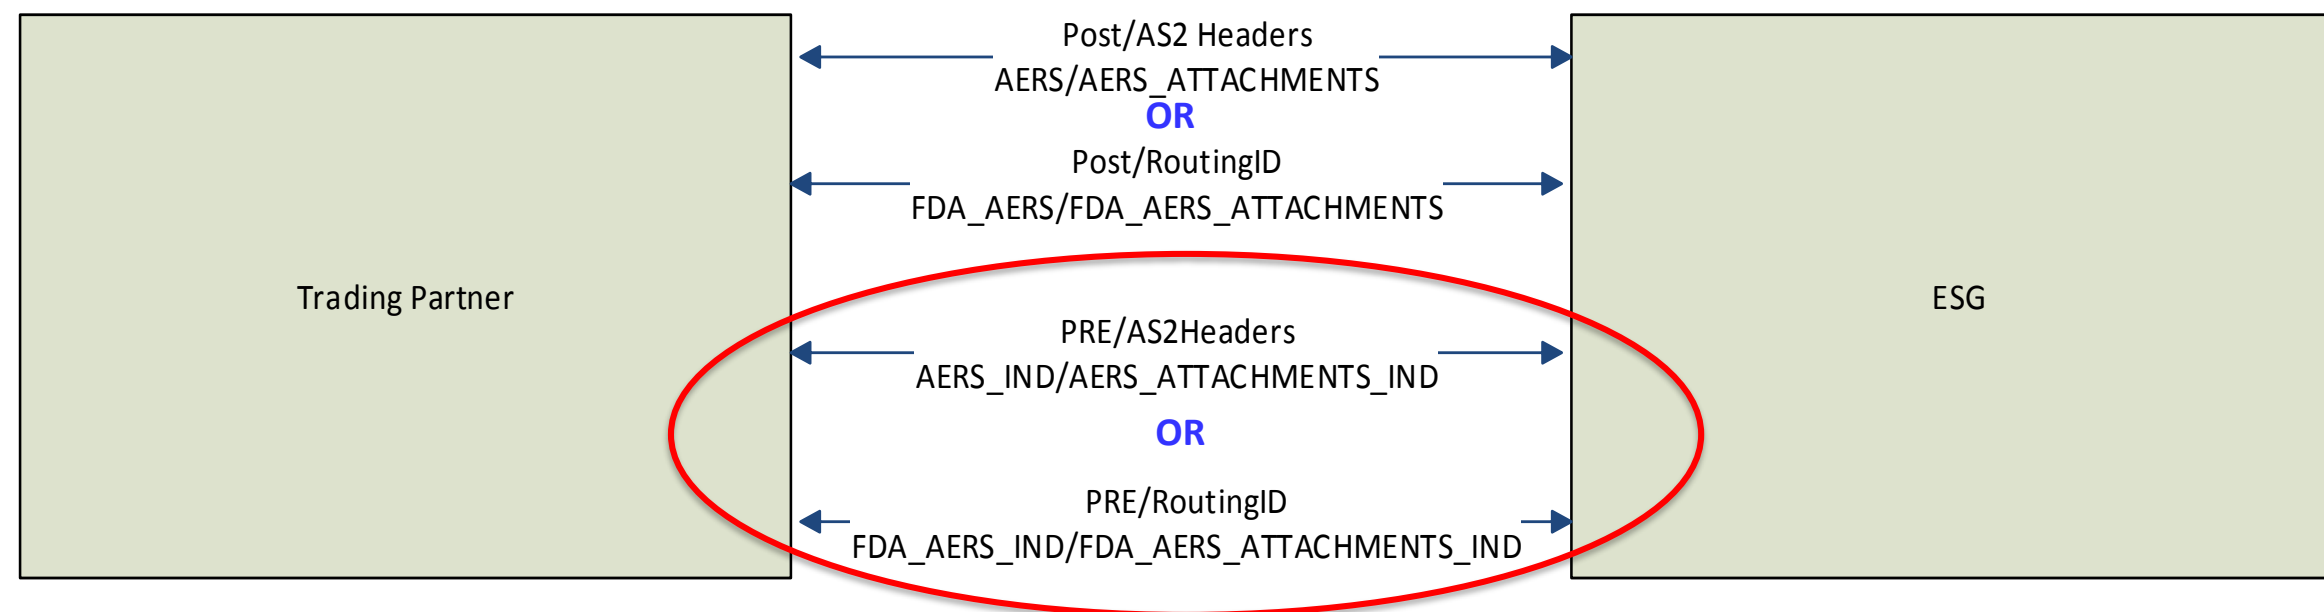 Post/AS2 Headers
AERS/AERS_ATTACHMENTS
OR
Post/RoutingID
FDA_AERS/FDA_AERS_ATTACHMENTS
Trading Partner
ESG
PRE/AS2Headers
AERS_IND/AERS_ATTACHMENTS_IND
OR
PRE/RoutingID
FDA_AERS_IND/FDA_AERS_ATTACHMENTS_IND